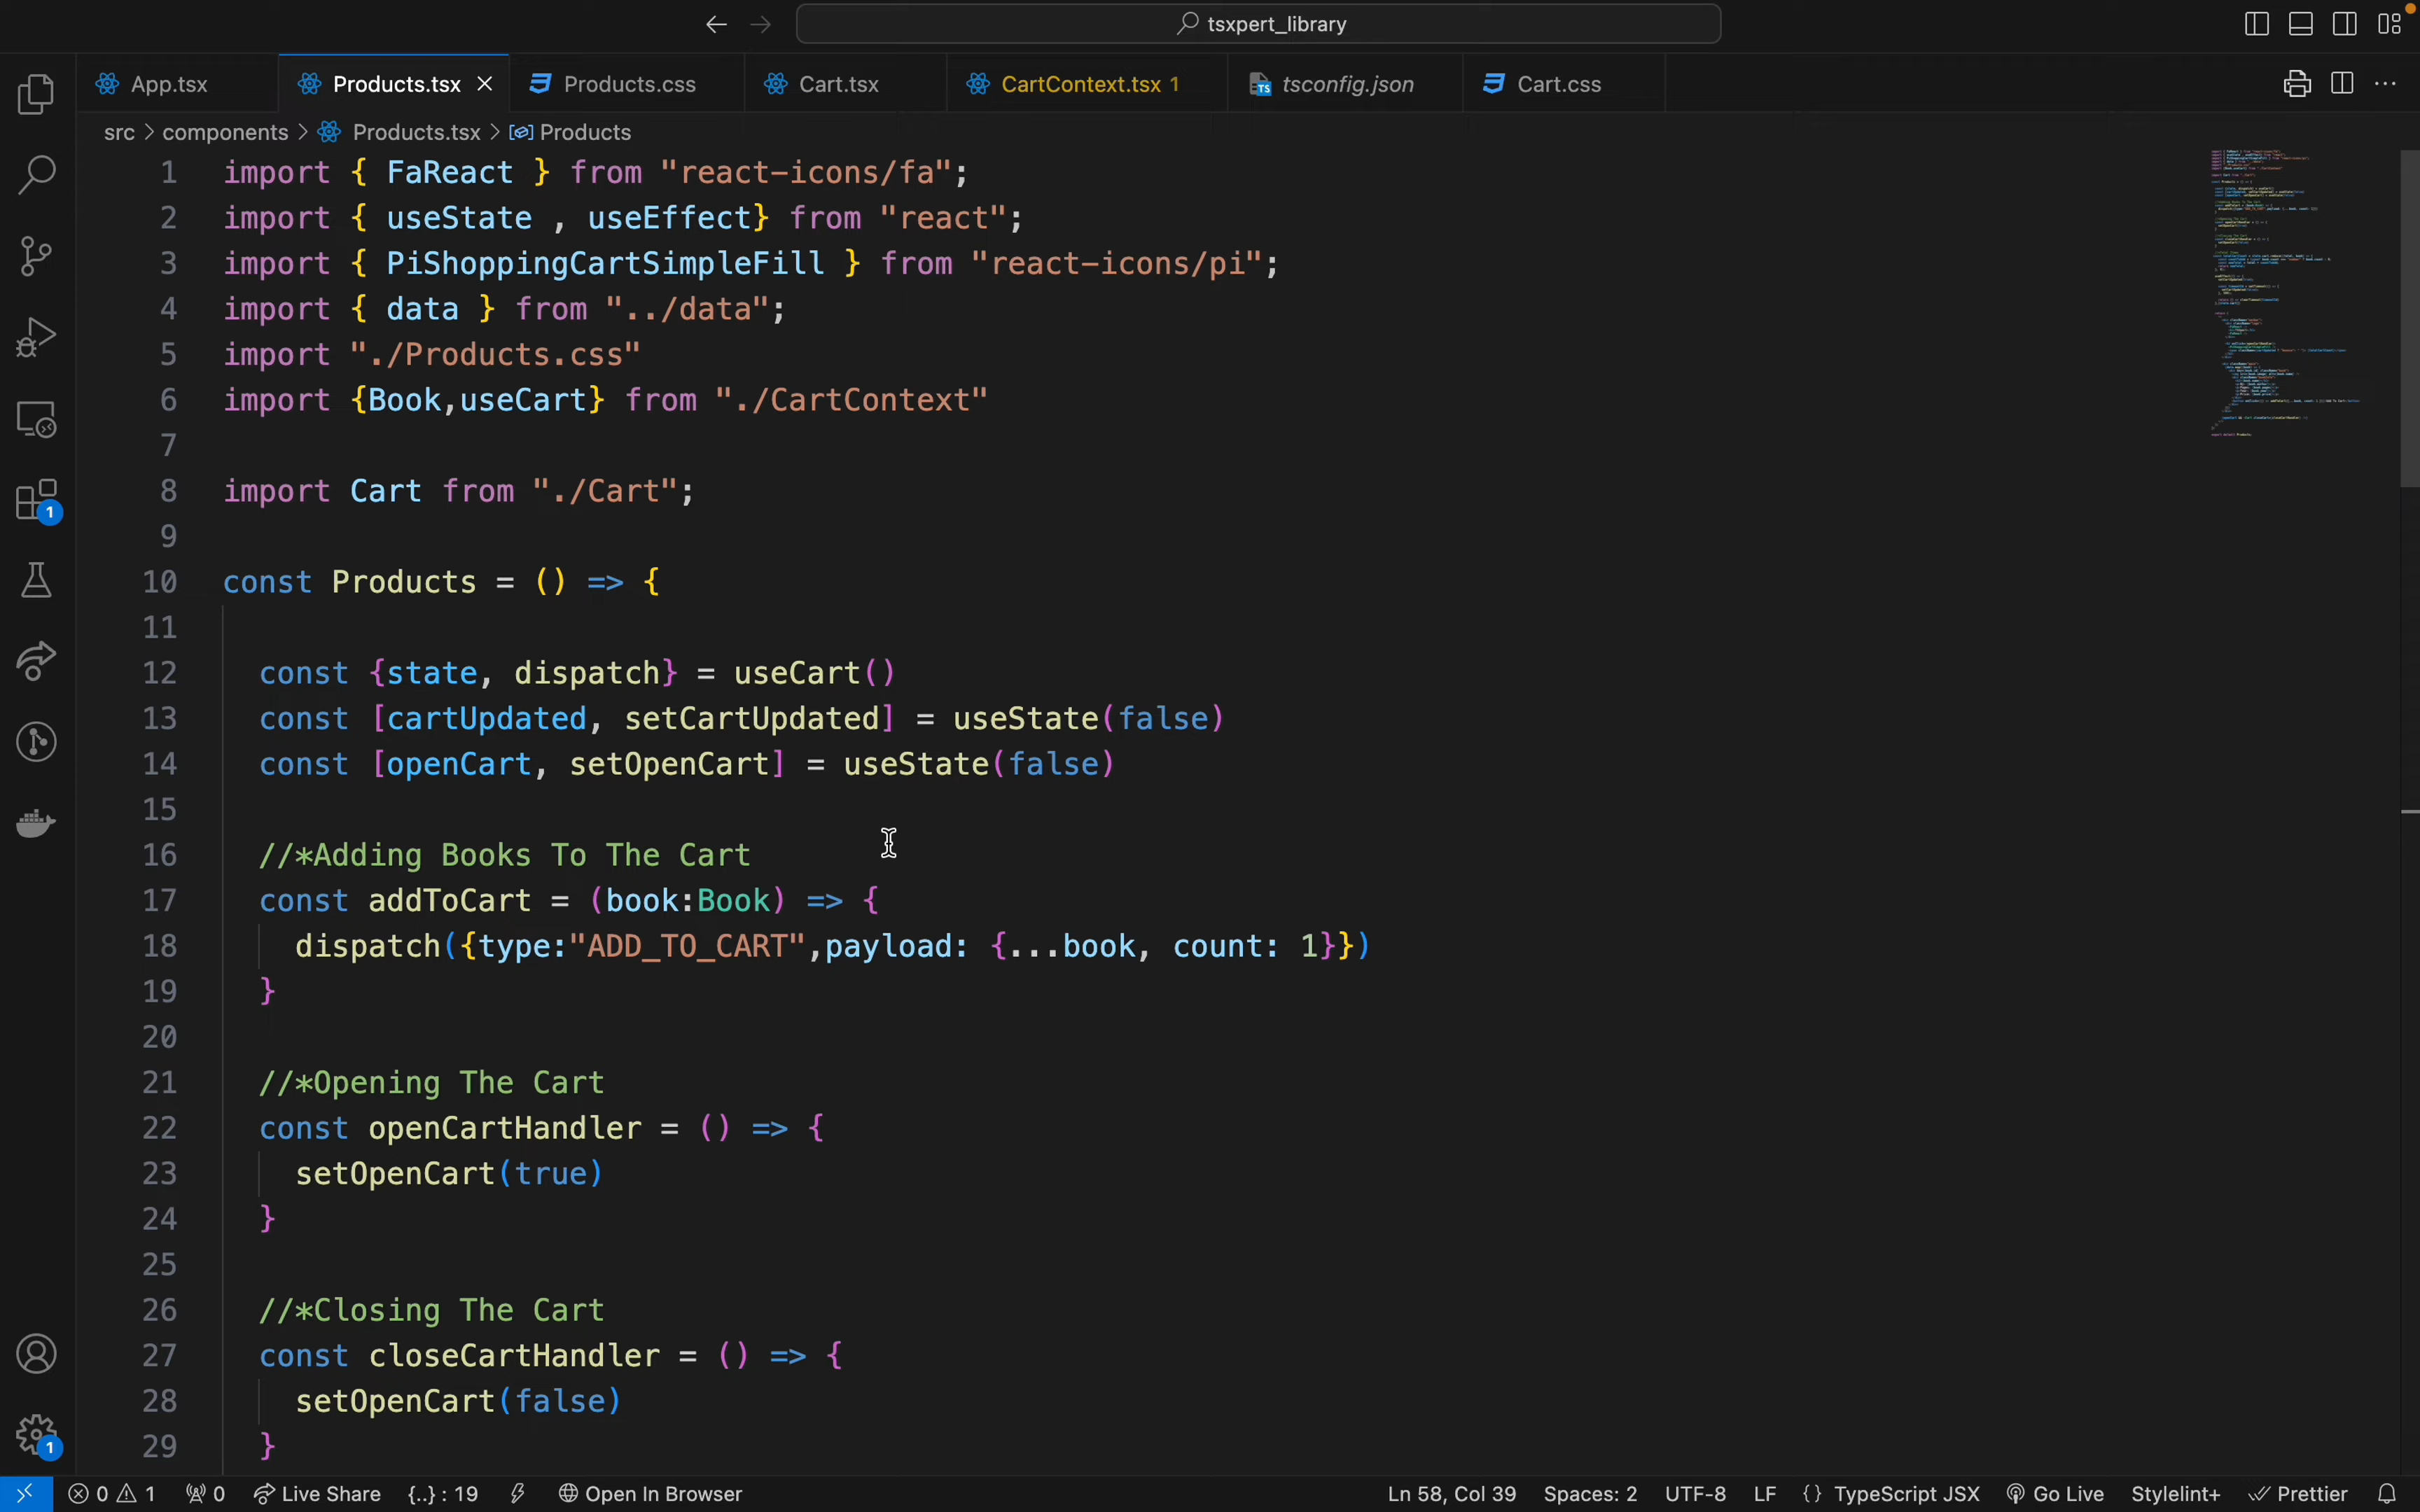 tsxpert_library
App.tsx Products.tsx Products.css Cart.tsx CartContext.tsx 1 tsconfig.json Cart.css
src > components > Products.tsx > Products
1 import { FaReact } from "react-icons/fa";
2 import { useState , useEffect} from "react";
3 import { PiShoppingCartSimpleFill } from "react-icons/pi";
4 import { data } from "../data";
5 import "./Products.css"
6 import {Book,useCart} from "./CartContext"
7
8 import Cart from "./Cart";
9
10 const Products = () => {
11
12 const {state, dispatch} = useCart()
13 const [cartUpdated, setCartUpdated] = useState(false)
14 const [openCart, setOpenCart] = useState(false)
15
16 //*Adding Books To The Cart
17 const addToCart = (book:Book) => {
18 dispatch({type:"ADD_TO_CART",payload: {...book, count: 1}})
19 }
20
21 //*Opening The Cart
22 const openCartHandler = () => {
23 setOpenCart(true)
24 }
25
26 //*Closing The Cart
27 const closeCartHandler = () => {
28 setOpenCart(false)
29 }
1
TS
1
0 1 0 Live Share {..} : 19 Open In Browser Ln 58, Col 39 Spaces: 2 UTF-8 LF {} TypeScript JSX Go Live Stylelint+ Prettier